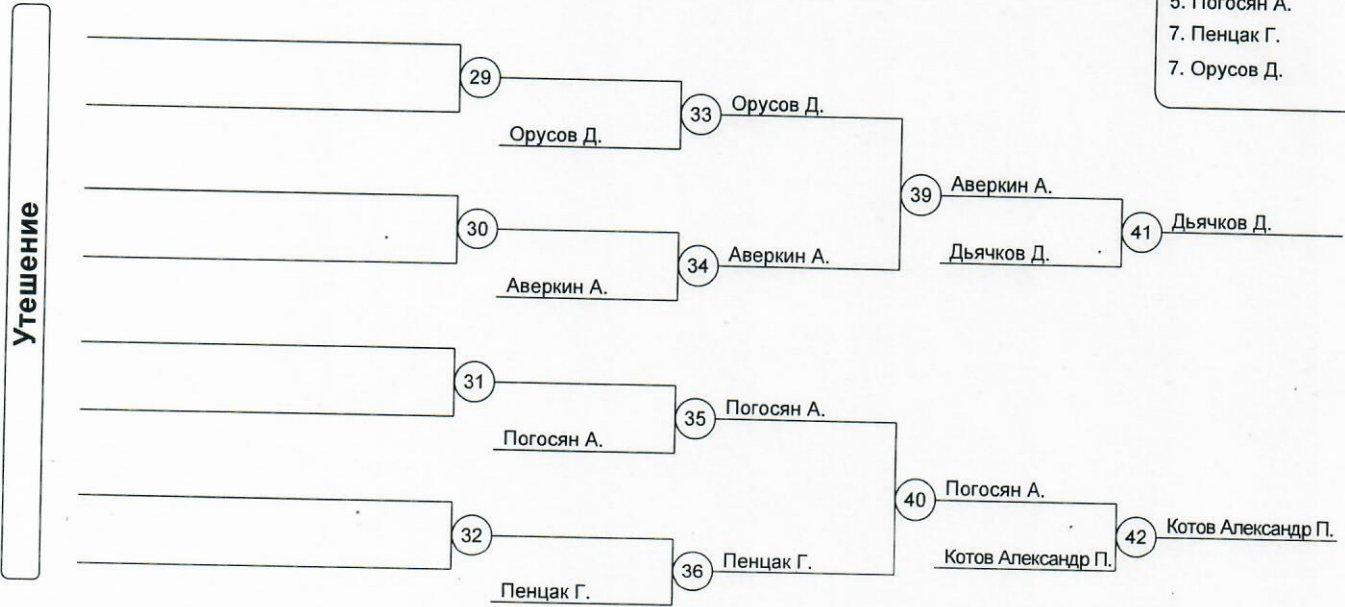 5. Погосян А.
7. Пенцак Г.
7. Орусов Д.
Утешение
29
Орусов Д.
33
Орусов Д.
30
Аверкин А.
34
Аверкин А.
39
Аверкин А.
Дьячков Д.
41
Дьячков Д.
31
Погосян А.
35
Погосян А.
32
Пенцак Г.
36
Пенцак Г.
40
Погосян А.
Котов Александр П.
42
Котов Александр П.